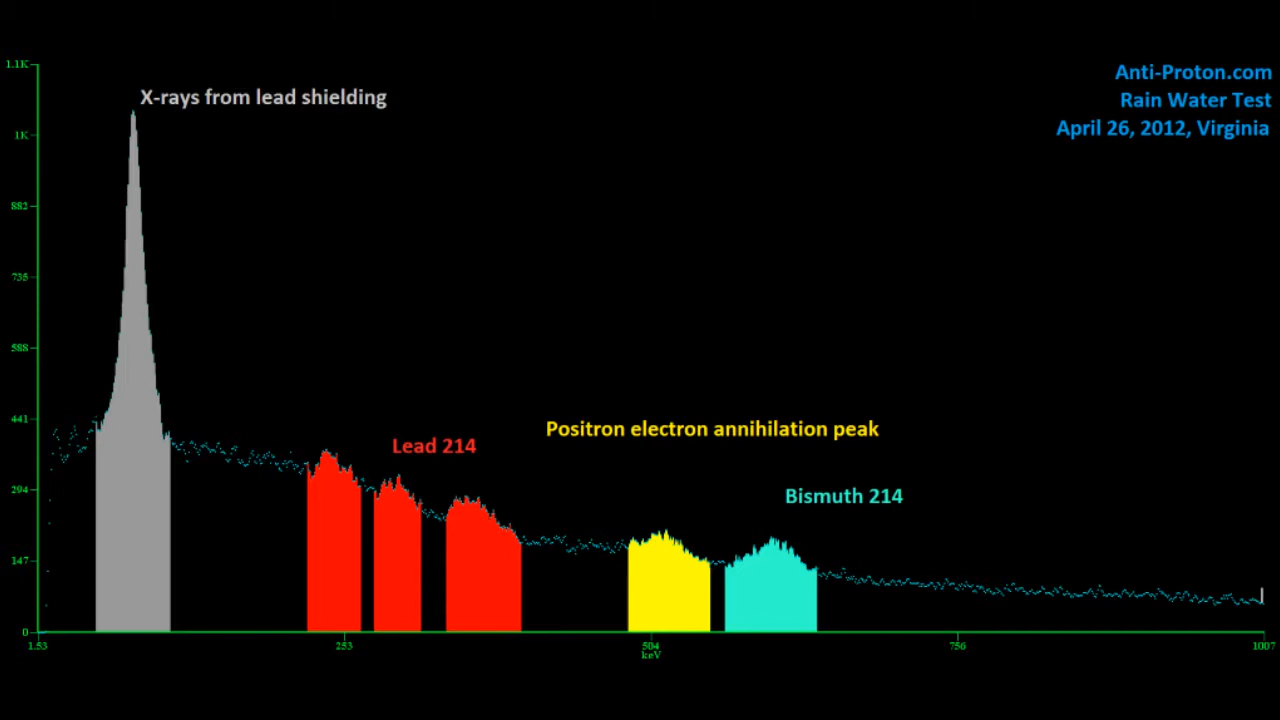 1.1K
X-rays from lead shielding
Anti-Proton.com
Rain Water Test
April 26, 2012, Virginia
1K
882
735
588
441
294
147
0
Lead 214
Positron electron annihilation peak
Bismuth 214
1.53
253
504
756
1007
keV